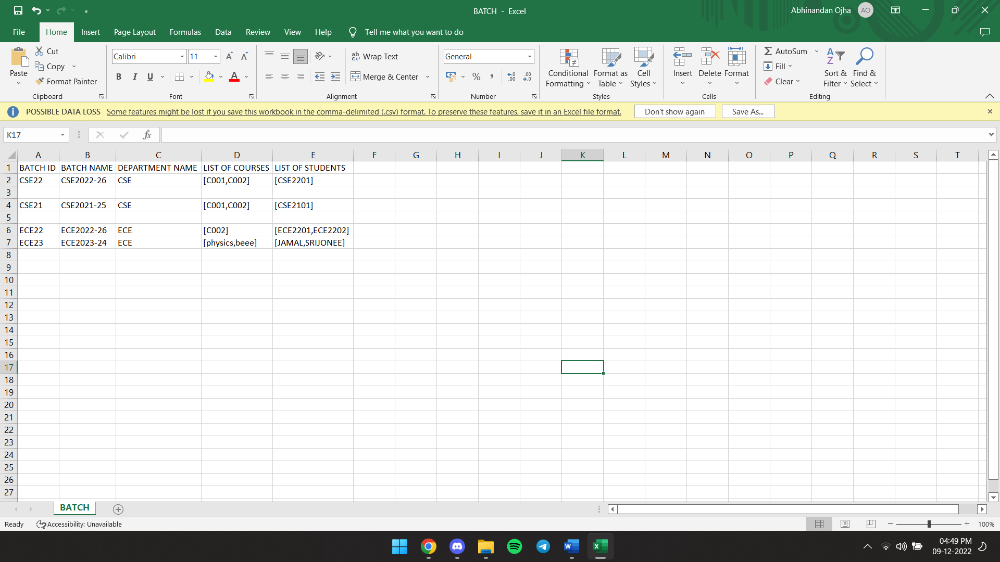 BATCH - Excel
Abhinandan Ojha AO
File Home Insert Page Layout Formulas Data Review View Help Tell me what you want to do
Paste
Cut
Copy
Format Painter
Clipboard
Calibri 11
B I U
Font
ab Wrap Text
Merge & Center
Alignment
General
% ,
Number
Conditional Formatting
Format as Table
Cell Styles
Styles
Insert Delete Format
Cells
AutoSum
Fill
Clear
Sort & Filter
Find & Select
Editing
POSSIBLE DATA LOSS Some features might be lost if you save this workbook in the comma-delimited (.csv) format. To preserve these features, save it in an Excel file format. Don't show again Save As...
K17 fx
A B C D E F G H I J K L M N O P Q R S T
1 BATCH ID BATCH NAME DEPARTMENT NAME LIST OF COURSES LIST OF STUDENTS
2 CSE22 CSE2022-26 CSE [C001,C002] [CSE2201]
3
4 CSE21 CSE2021-25 CSE [C001,C002] [CSE2101]
5
6 ECE22 ECE2022-26 ECE [C002] [ECE2201,ECE2202]
7 ECE23 ECE2023-24 ECE [physics,beee] [JAMAL,SRIJONEE]
8
9
10
11
12
13
14
15
16
17
18
19
20
21
22
23
24
25
26
27
BATCH
Ready Accessibility: Unavailable 100%
04:49 PM
09-12-2022